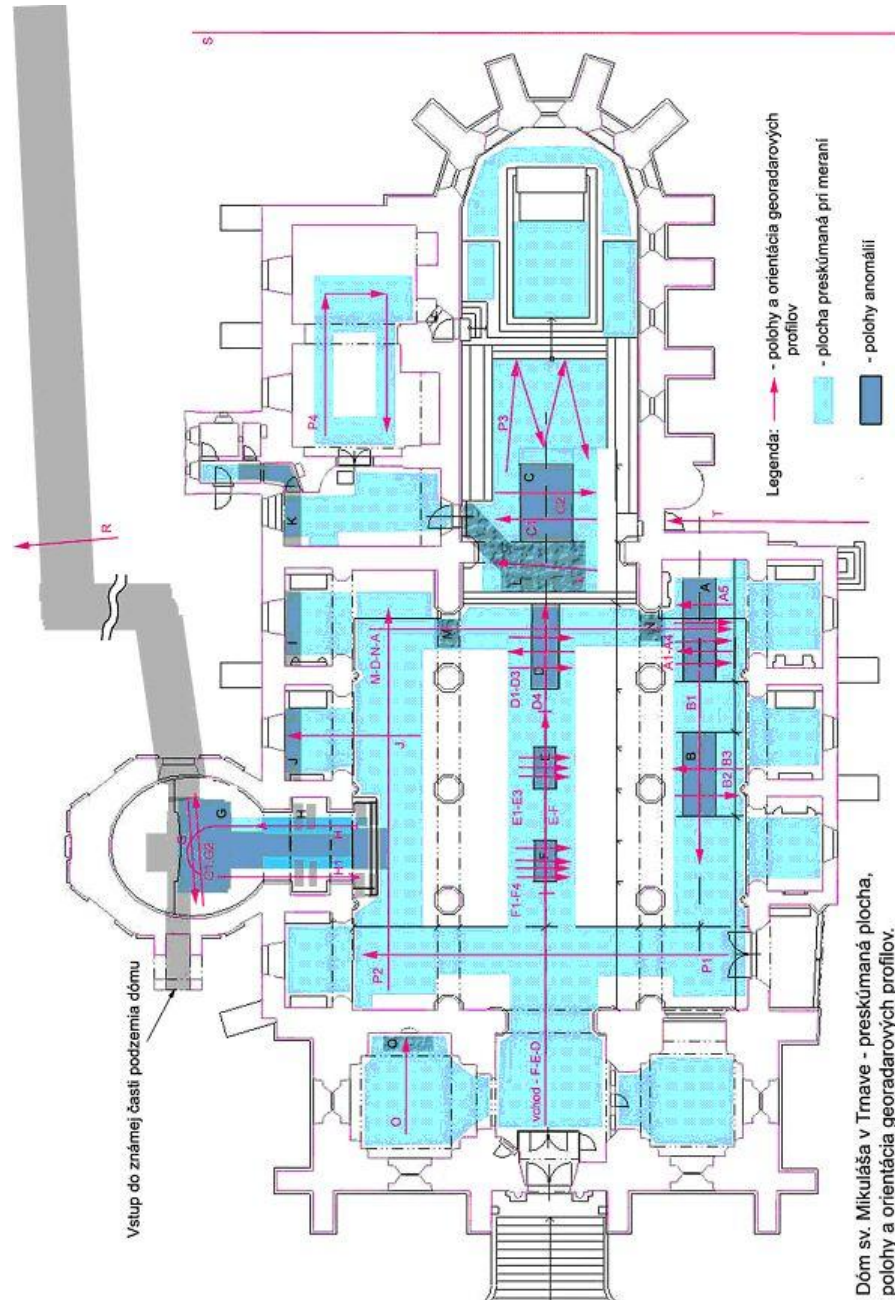 S
R
Vstup do známej časti podzemia dómu
P4
K
I
J
M-D-N-A
J
G
G
G1,G2
H
H
H1
P2
P3
C
C1
C2
L
M
N
D1-D3
D
D4
E
E1-E3
E-F
F
F1-F4
A
A5
A1-A4
B1
B
B3
B2
P1
T
O
O
vchod - F-E-D
Legenda:
- polohy a orientácia georadarových
profilov
- plocha preskúmaná pri meraní
- polohy anomálií
Dóm sv. Mikuláša v Trnave - preskúmaná plocha,
polohy a orientácia georadarových profilov.